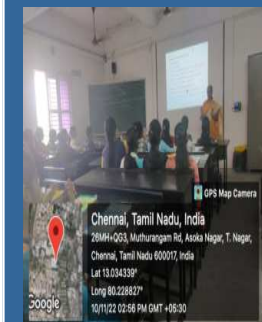 GPS Map Camera
Chennai, Tamil Nadu, India
26MH+QG3, Muthurangam Rd, Asoka Nagar, T. Nagar,
Chennai, Tamil Nadu 600017, India
Lat 13.034339°
Long 80.228827°
10/11/22 02:56 PM GMT +05:30
Google